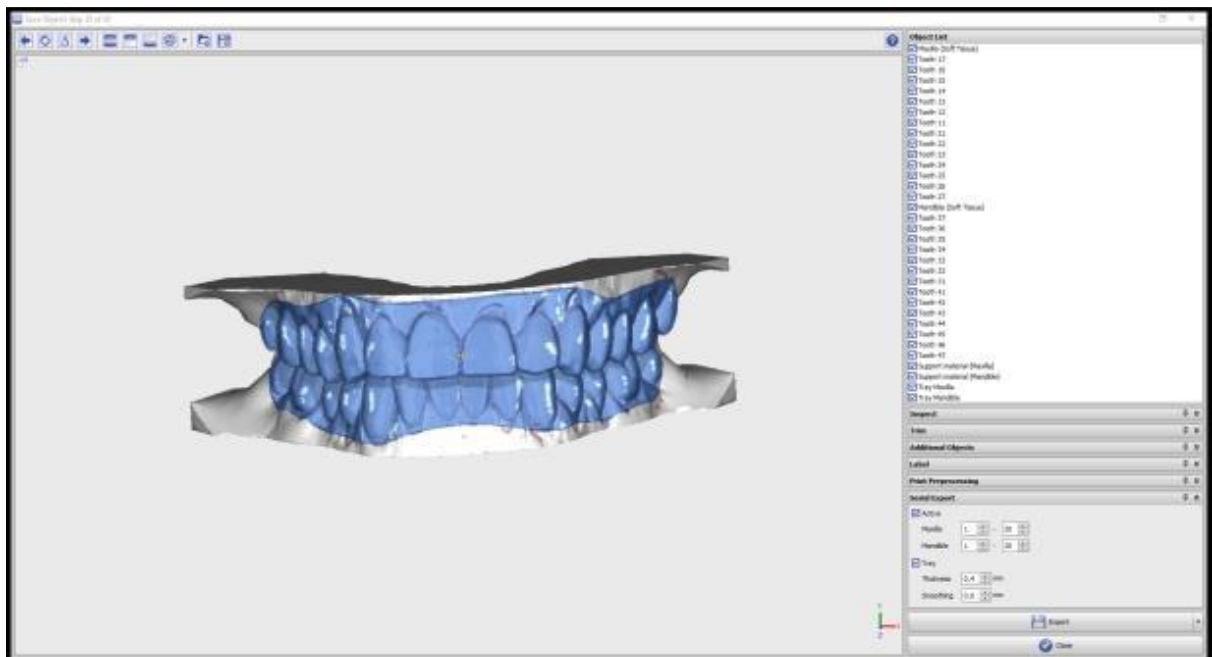 Object List
Maxilla (Soft Tissue)
Tooth 17
Tooth 16
Tooth 15
Tooth 14
Tooth 13
Tooth 12
Tooth 11
Tooth 21
Tooth 22
Tooth 23
Tooth 24
Tooth 25
Tooth 26
Tooth 27
Mandible (Soft Tissue)
Tooth 37
Tooth 36
Tooth 35
Tooth 34
Tooth 33
Tooth 32
Tooth 31
Tooth 41
Tooth 42
Tooth 43
Tooth 44
Tooth 45
Tooth 46
Tooth 47
Support material (Maxilla)
Support material (Mandible)
Tray Maxilla
Tray Mandible
Inspect
Trim
Additional Objects
Label
Print Preprocessing
Serial Export
Active
Maxilla 1 -
Mandible 1 -
Tray
Thickness 0,4 mm
Smoothing mm
Export
Close